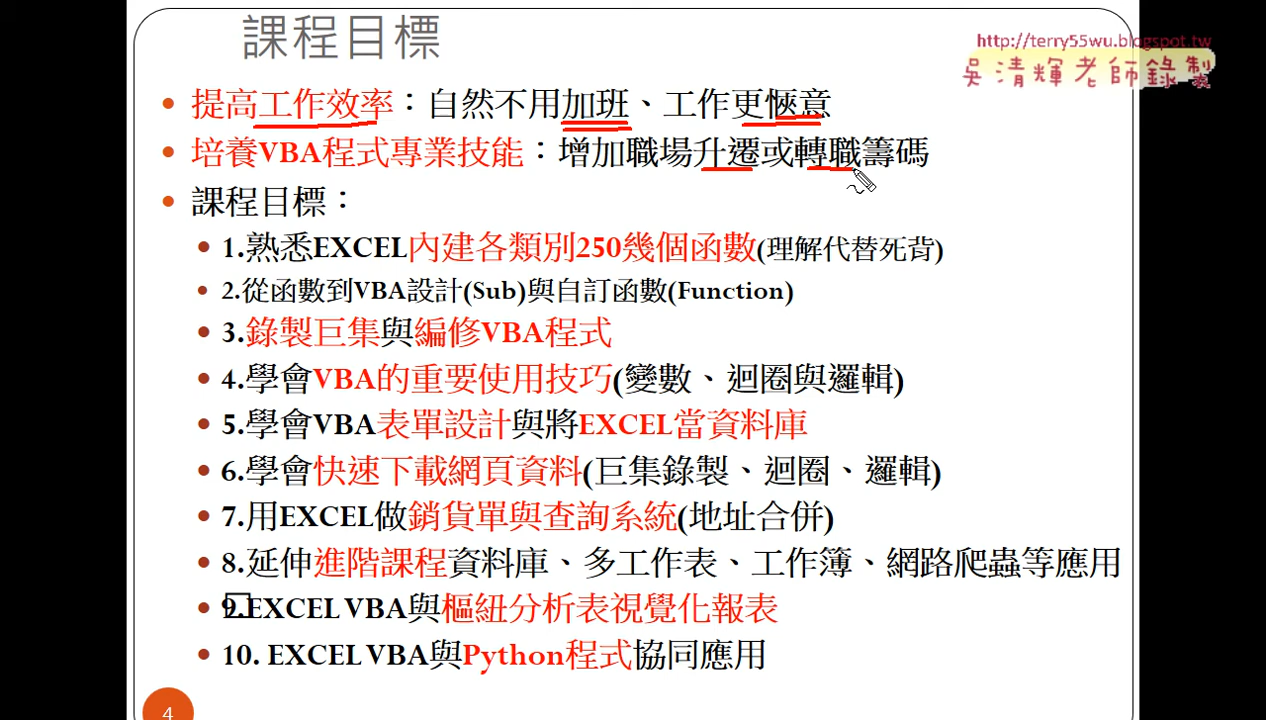 課程目標
http://terry55wu.blogspot.tw
吳清輝老師錄製
提高工作效率：自然不用加班、工作更愜意
培養VBA程式專業技能：增加職場升遷或轉職籌碼
課程目標：
1.熟悉EXCEL內建各類別250幾個函數(理解代替死背)
2.從函數到VBA設計(Sub)與自訂函數(Function)
3.錄製巨集與編修VBA程式
4.學會VBA的重要使用技巧(變數、迴圈與邏輯)
5.學會VBA表單設計與將EXCEL當資料庫
6.學會快速下載網頁資料(巨集錄製、迴圈、邏輯)
7.用EXCEL做銷貨單與查詢系統(地址合併)
8.延伸進階課程資料庫、多工作表、工作簿、網路爬蟲等應用
9.EXCEL VBA與樞紐分析表視覺化報表
10. EXCEL VBA與Python程式協同應用
4